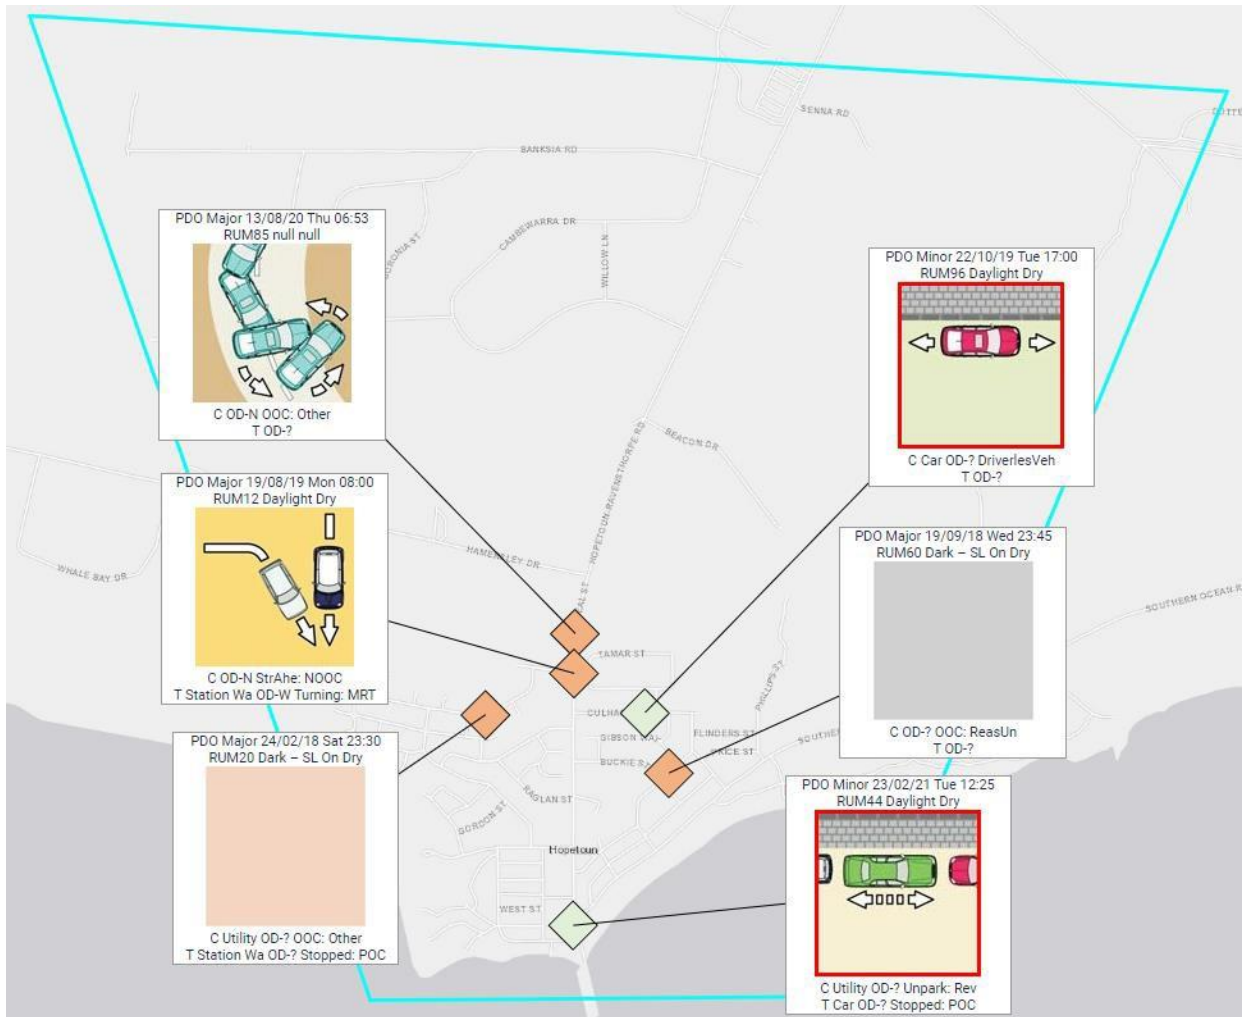 SENNA RD
BANKSIA RD
CAMBEWARRA DR
WILLOW LN
PDO Major 13/08/20 Thu 06:53
RUM85 null null
C OD-N OOC: Other
T OD-?
PDO Minor 22/10/19 Tue 17:00
RUM96 Daylight Dry
C Car OD-? DriverlesVeh
T OD-?
HOPETOUN RAVENSTHORPE RD
BEACON DR
PDO Major 19/08/19 Mon 08:00
RUM12 Daylight Dry
C OD-N StrAhe: NOOC
T Station Wa OD-W Turning: MRT
HAMERSLEY DR
WHALE BAY DR
PDO Major 19/09/18 Wed 23:45
RUM60 Dark – SL On Dry
C OD-? OOC: ReasUn
T OD-?
SOUTHERN OCEAN R
TAMAR ST
PHILLIPS ST
CULHA
FLINDERS ST
GIBSON WAY
PRICE ST
BUCKIE S
PDO Major 24/02/18 Sat 23:30
RUM20 Dark – SL On Dry
C Utility OD-? OOC: Other
T Station Wa OD-? Stopped: POC
RAGLAN ST
GORDON ST
Hopetoun
WEST ST
PDO Minor 23/02/21 Tue 12:25
RUM44 Daylight Dry
C Utility OD-? Unpark: Rev
T Car OD-? Stopped: POC